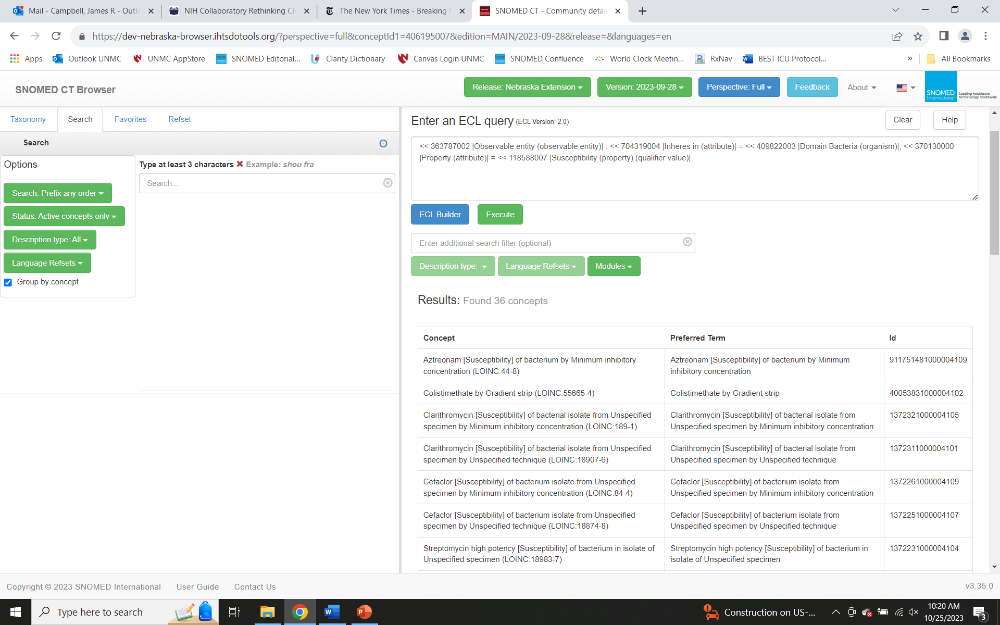 Mail - Campbell, James R - Outlo
NIH Collaboratory Rethinking Cli
The New York Times - Breaking
SNOMED CT - Community detai
https://dev-nebraska-browser.ihtsdotools.org/?perspective=full&conceptId1=406195007&edition=MAIN/2023-09-28&release=&languages=en
Apps
Outlook UNMC
UNMC AppStore
SNOMED Editorial...
Clarity Dictionary
Canvas Login UNMC
SNOMED Confluence
World Clock Meetin...
RxNav
BEST ICU Protocol...
»
All Bookmarks
SNOMED CT Browser
Release: Nebraska Extension
Version: 2023-09-28
Perspective: Full
Feedback
About
SNOMED
International
Leading healthcare
terminology, worldwide
Taxonomy
Search
Favorites
Refset
Search
Options
Search: Prefix any order
Status: Active concepts only
Description type: All
Language Refsets
Group by concept
Type at least 3 characters ✖ Example: shou fra
Search...
Enter an ECL query (ECL Version: 2.0)
Clear
Help
<< 363787002 |Observable entity (observable entity)| : << 704319004 |Inheres in (attribute)| = << 409822003 |Domain Bacteria (organism)|, << 370130000
|Property (attribute)| = << 118588007 |Susceptibility (property) (qualifier value)|
ECL Builder
Execute
Enter additional search filter (optional)
Description type:
Language Refsets
Modules
Results: Found 36 concepts
Concept
Preferred Term
Id
Aztreonam [Susceptibility] of bacterium by Minimum inhibitory
concentration (LOINC:44-8)
Aztreonam [Susceptibility] of bacterium by Minimum
inhibitory concentration
911751481000004109
Colistimethate by Gradient strip (LOINC:55665-4)
Colistimethate by Gradient strip
40053831000004102
Clarithromycin [Susceptibility] of bacterial isolate from Unspecified
specimen by Minimum inhibitory concentration (LOINC:189-1)
Clarithromycin [Susceptibility] of bacterial isolate from
Unspecified specimen by Minimum inhibitory concentration
1372321000004105
Clarithromycin [Susceptibility] of bacterial isolate from Unspecified
specimen by Unspecified technique (LOINC:18907-6)
Clarithromycin [Susceptibility] of bacterial isolate from
Unspecified specimen by Unspecified technique
1372311000004101
Cefaclor [Susceptibility] of bacterium isolate from Unspecified
specimen by Minimum inhibitory concentration (LOINC:84-4)
Cefaclor [Susceptibility] of bacterium isolate from
Unspecified specimen by Minimum inhibitory concentration
1372261000004109
Cefaclor [Susceptibility] of bacterium isolate from Unspecified
specimen by Unspecified technique (LOINC:18874-8)
Cefaclor [Susceptibility] of bacterium isolate from
Unspecified specimen by Unspecified technique
1372251000004107
Streptomycin high potency [Susceptibility] of bacterium in isolate of
Unspecified specimen (LOINC:18983-7)
Streptomycin high potency [Susceptibility] of bacterium in
isolate of Unspecified specimen
1372231000004104
Copyright © 2023 SNOMED International
User Guide
Contact Us
v3.35.0
Type here to search
Construction on US-...
10:20 AM
10/25/2023
3